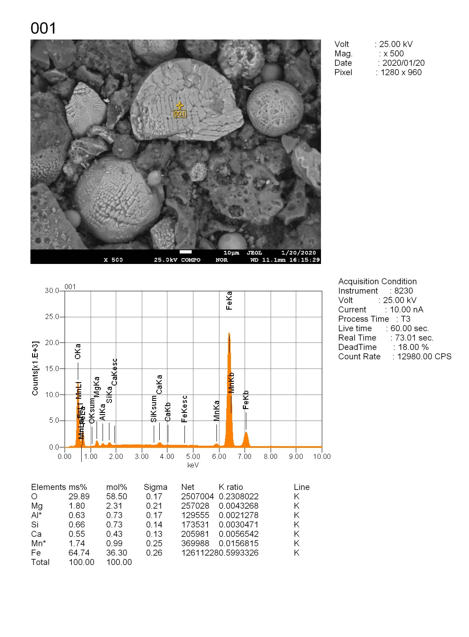 001
Volt : 25.00 kV
Mag. : x 500
Date : 2020/01/20
Pixel : 1280 x 960
001
10µm JEOL 1/20/2020
X 500 25.0kV COMPO NOR WD 11.1mm 16:15:29
Acquisition Condition
Instrument : 8230
Volt : 25.00 kV
Current : 10.00 nA
Process Time : T3
Live time : 60.00 sec.
Real Time : 73.01 sec.
DeadTime : 18.00 %
Count Rate : 12980.00 CPS
001
Counts[x1.E+3]
30.0
25.0
20.0
15.0
10.0
5.0
0.0
OKa
MnLl
OKsum
MgKa
AlKa
SiKa
CaKesc
SiKsum
CaKa
CaKb
FeKesc
MnKa
FeKa
MnKb
FeKb
0.00 1.00 2.00 3.00 4.00 5.00 6.00 7.00 8.00 9.00 10.00
keV
Elements ms% mol% Sigma Net K ratio Line
O 29.89 58.50 0.17 2507004 0.2308022 K
Mg 1.80 2.31 0.21 257028 0.0043268 K
Al* 0.63 0.73 0.17 129555 0.0021278 K
Si 0.66 0.73 0.14 173531 0.0030471 K
Ca 0.55 0.43 0.13 205981 0.0056542 K
Mn* 1.74 0.99 0.25 369988 0.0156815 K
Fe 64.74 36.30 0.26 126112280.5993326 K
Total 100.00 100.00